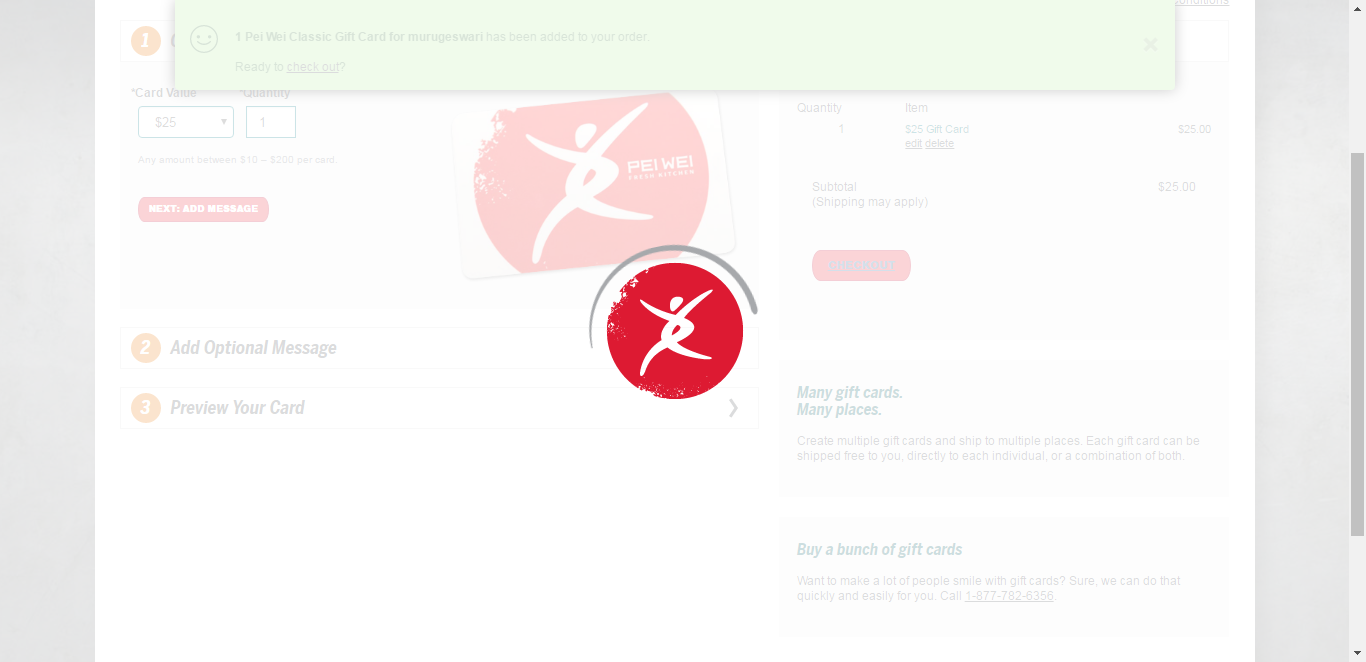 onditions
1 Pei Wei Classic Gift Card for murugeswari has been added to your order.
Ready to check out?
1
*Card Value
*Quantity
$25
1
Any amount between $10 – $200 per card.
NEXT: ADD MESSAGE
PEI WEI
FRESH KITCHEN
2 Add Optional Message
3 Preview Your Card
Quantity Item
1 $25 Gift Card $25.00
edit delete
Subtotal $25.00
(Shipping may apply)
CHECKOUT
Many gift cards.
Many places.
Create multiple gift cards and ship to multiple places. Each gift card can be
shipped free to you, directly to each individual, or a combination of both.
Buy a bunch of gift cards
Want to make a lot of people smile with gift cards? Sure, we can do that
quickly and easily for you. Call 1-877-782-6356.